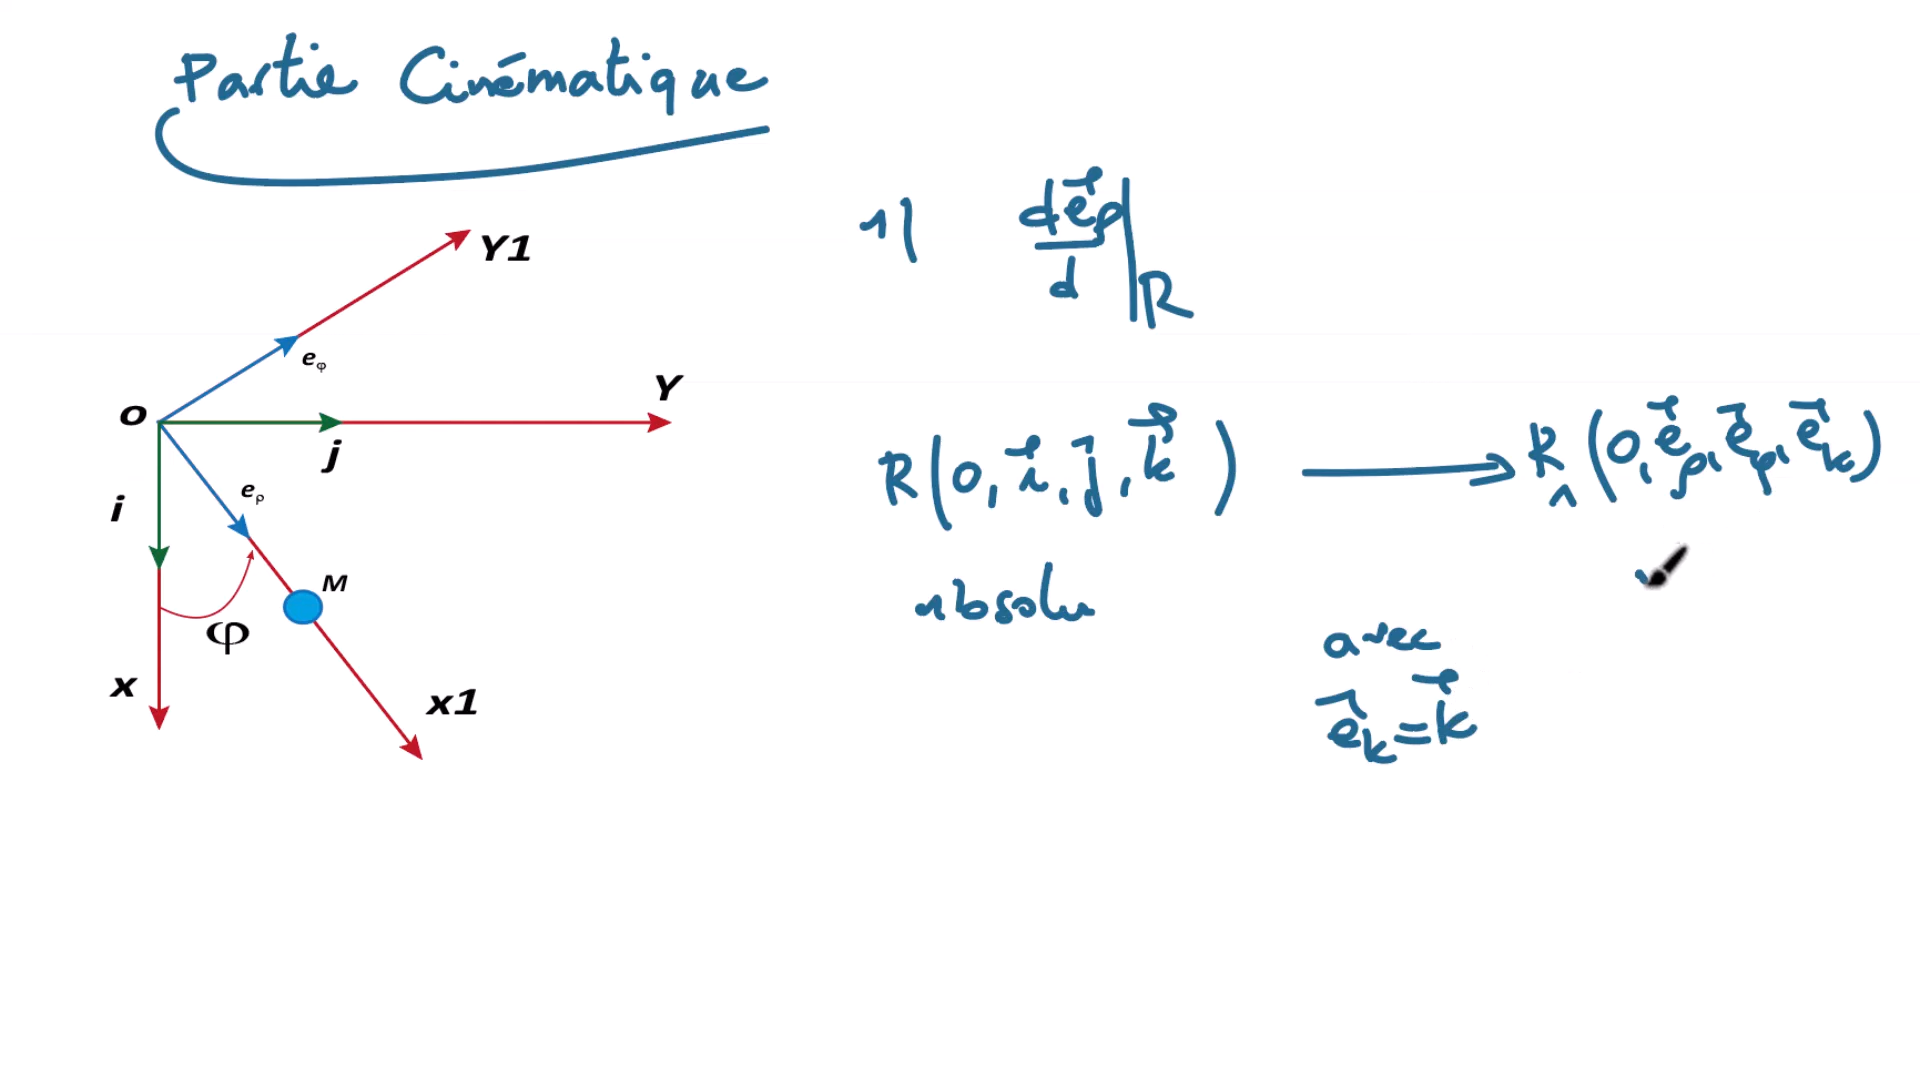 Partie Cinématique
Y1
1) de⃗ρ/d |R
eφ
Y
O
j
R(O, i⃗, j⃗, k⃗) ⟶ R1(O, e⃗ρ, e⃗φ, e⃗k)
i
eρ
M
absolu
φ
avec
x
x1
e⃗k = k⃗